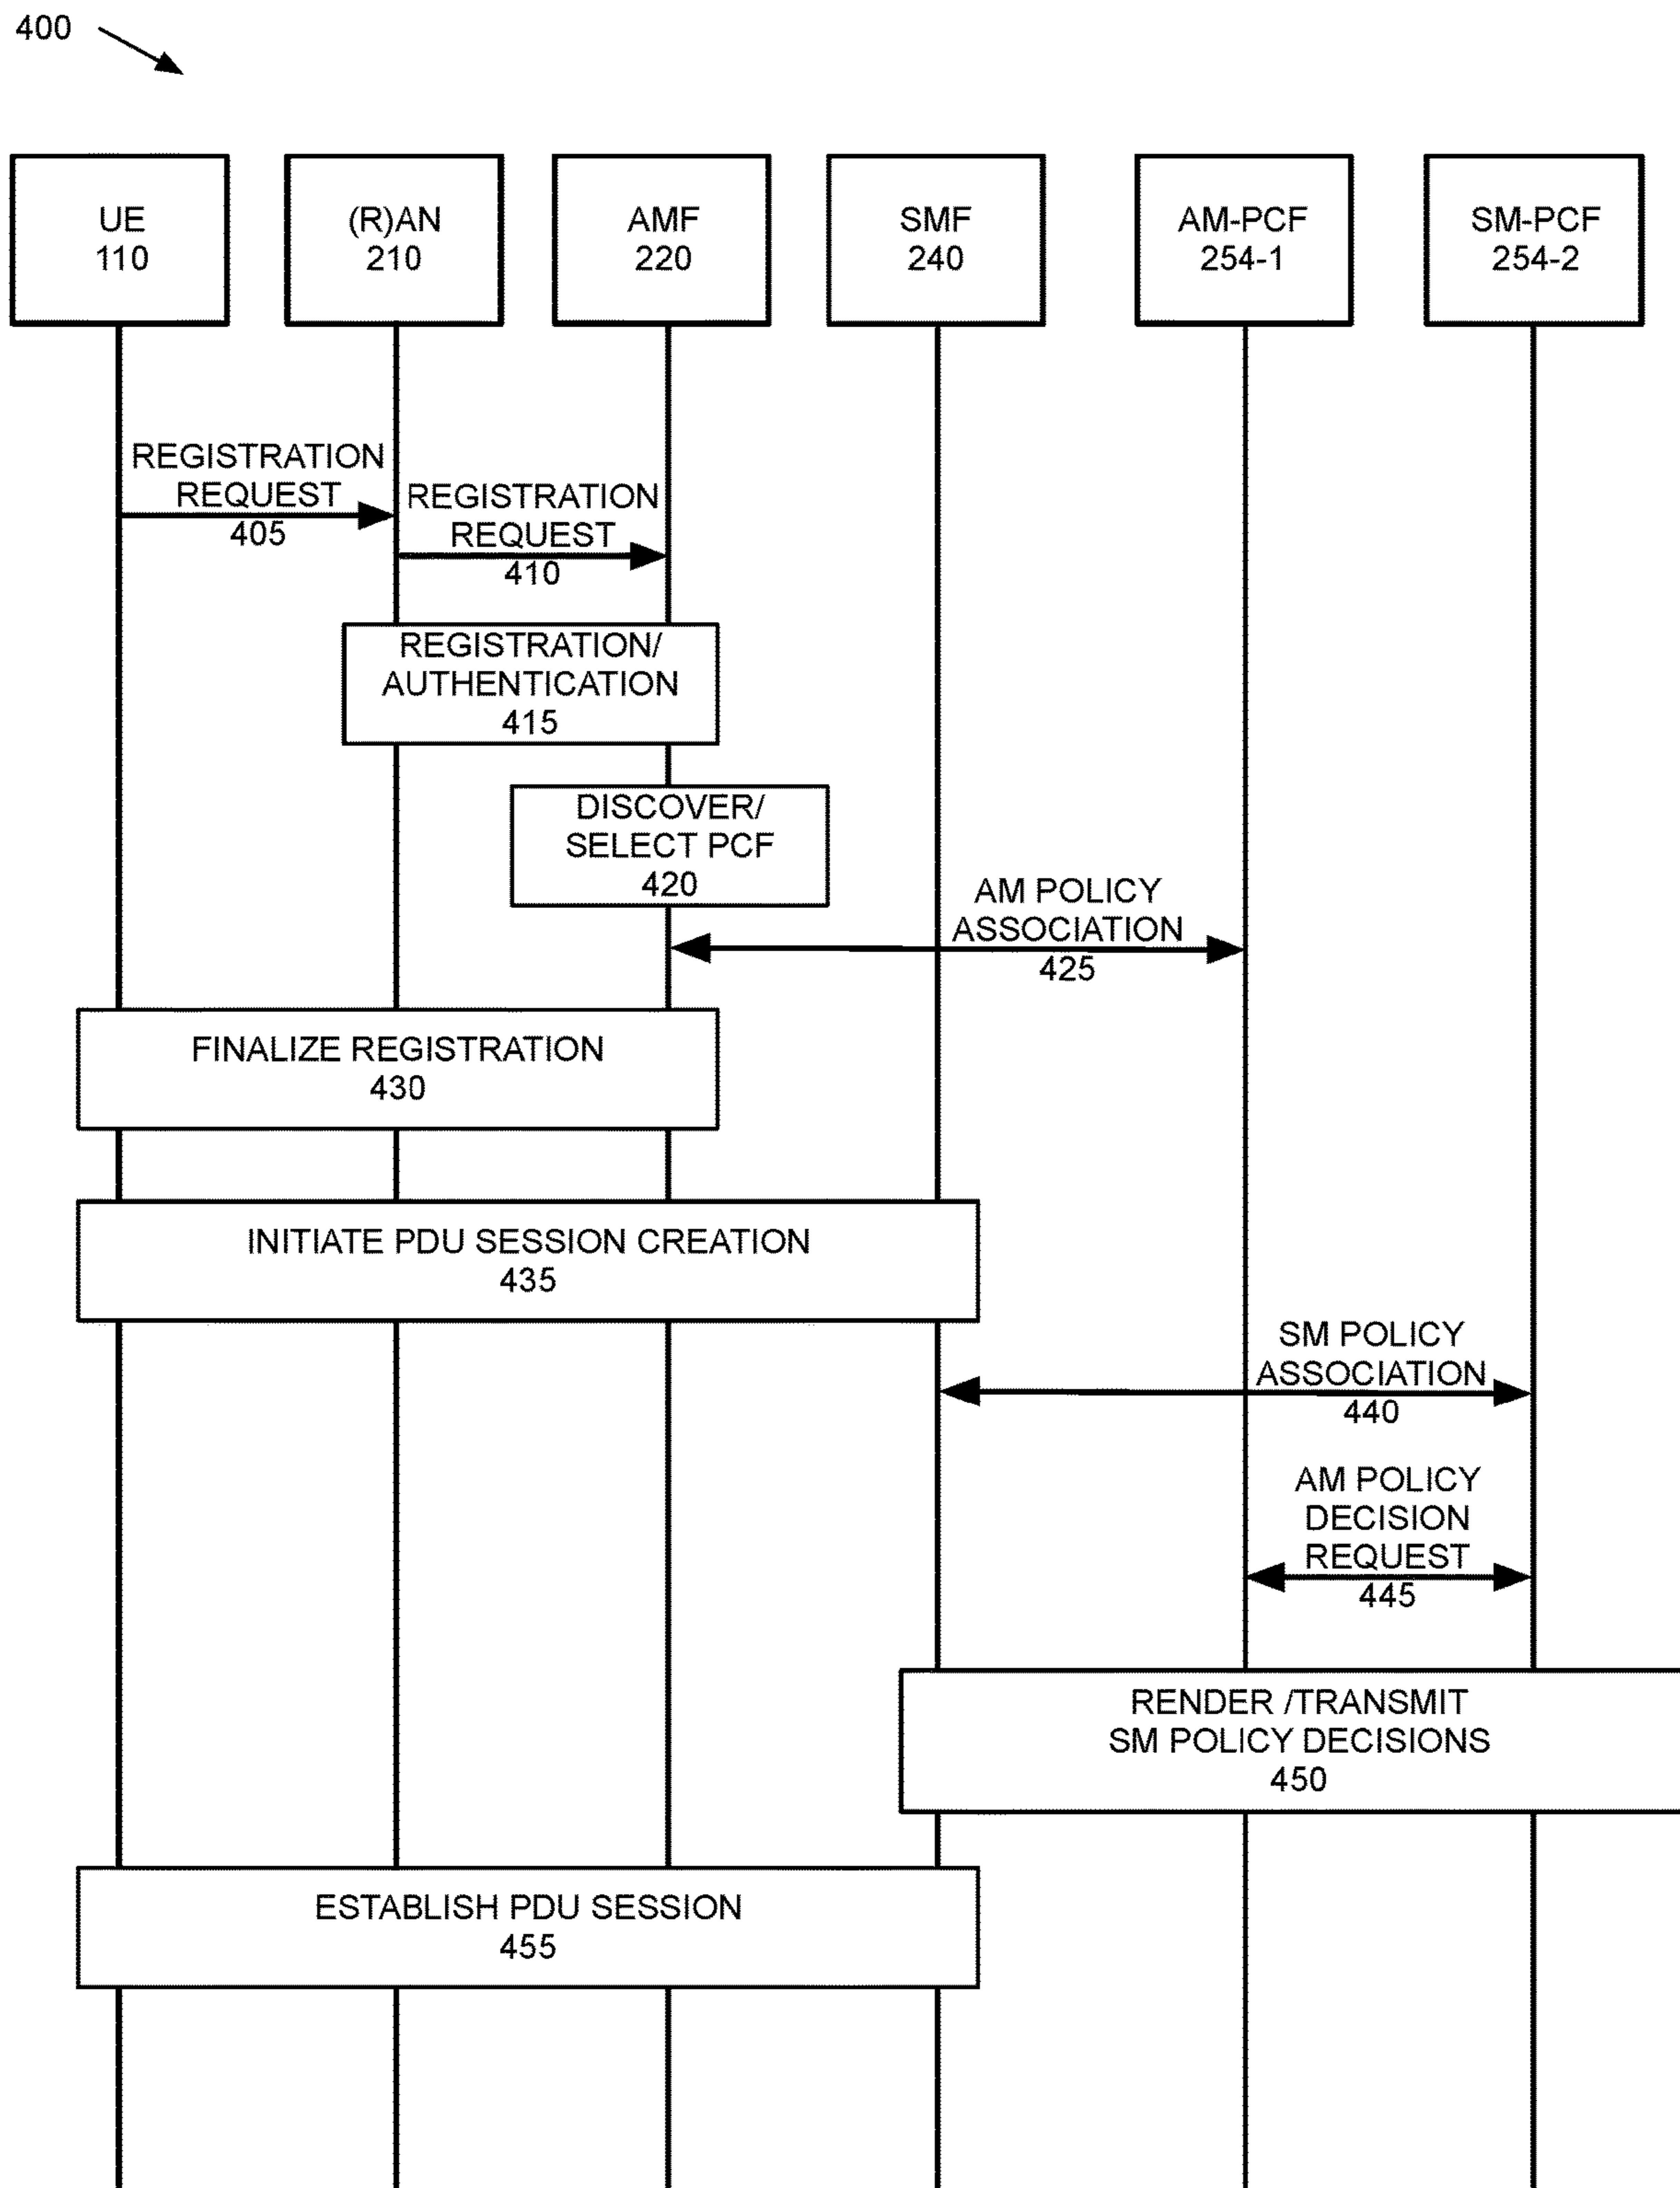 400
UE
110
(R)AN
210
AMF
220
SMF
240
AM-PCF
254-1
SM-PCF
254-2
REGISTRATION
REQUEST
405
REGISTRATION
REQUEST
410
REGISTRATION/
AUTHENTICATION
415
DISCOVER/
SELECT PCF
420
AM POLICY
ASSOCIATION
425
FINALIZE REGISTRATION
430
INITIATE PDU SESSION CREATION
435
SM POLICY
ASSOCIATION
440
AM POLICY
DECISION
REQUEST
445
RENDER /TRANSMIT
SM POLICY DECISIONS
450
ESTABLISH PDU SESSION
455